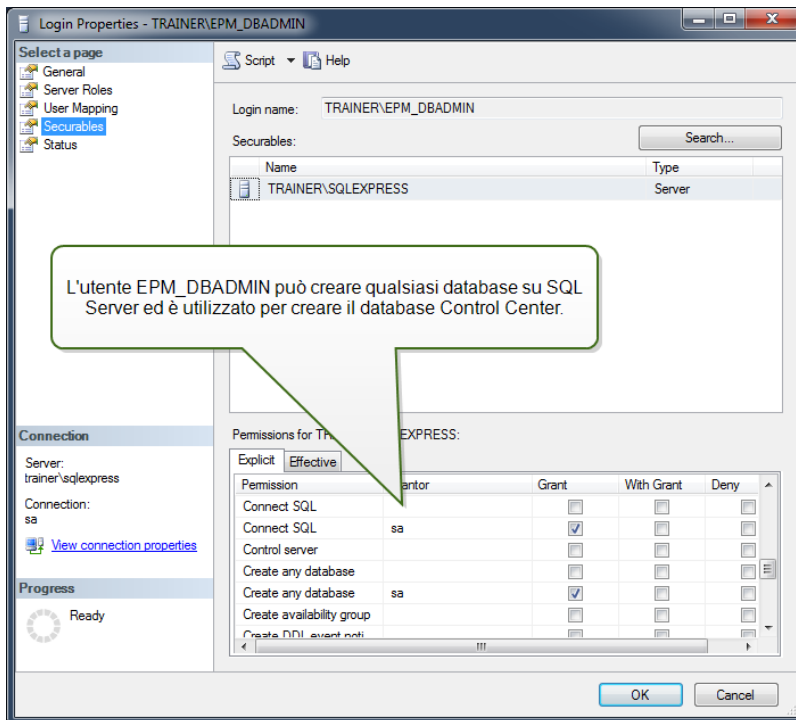 Login Properties - TRAINER\EPM_DBADMIN
Select a page
General
Server Roles
User Mapping
Securables
Status
Script
Help
Login name: TRAINER\EPM_DBADMIN
Securables:
Search...
Name Type
TRAINER\SQLEXPRESS Server
L'utente EPM_DBADMIN può creare qualsiasi database su SQL
Server ed è utilizzato per creare il database Control Center.
Connection
Server:
trainer\sqlexpress
Connection:
sa
View connection properties
Progress
Ready
Permissions for EXPRESS:
Explicit Effective
Permission Grant With Grant Deny
Connect SQL
Connect SQL sa
Control server
Create any database
Create any database sa
Create availability group
Create DDL event noti
OK Cancel